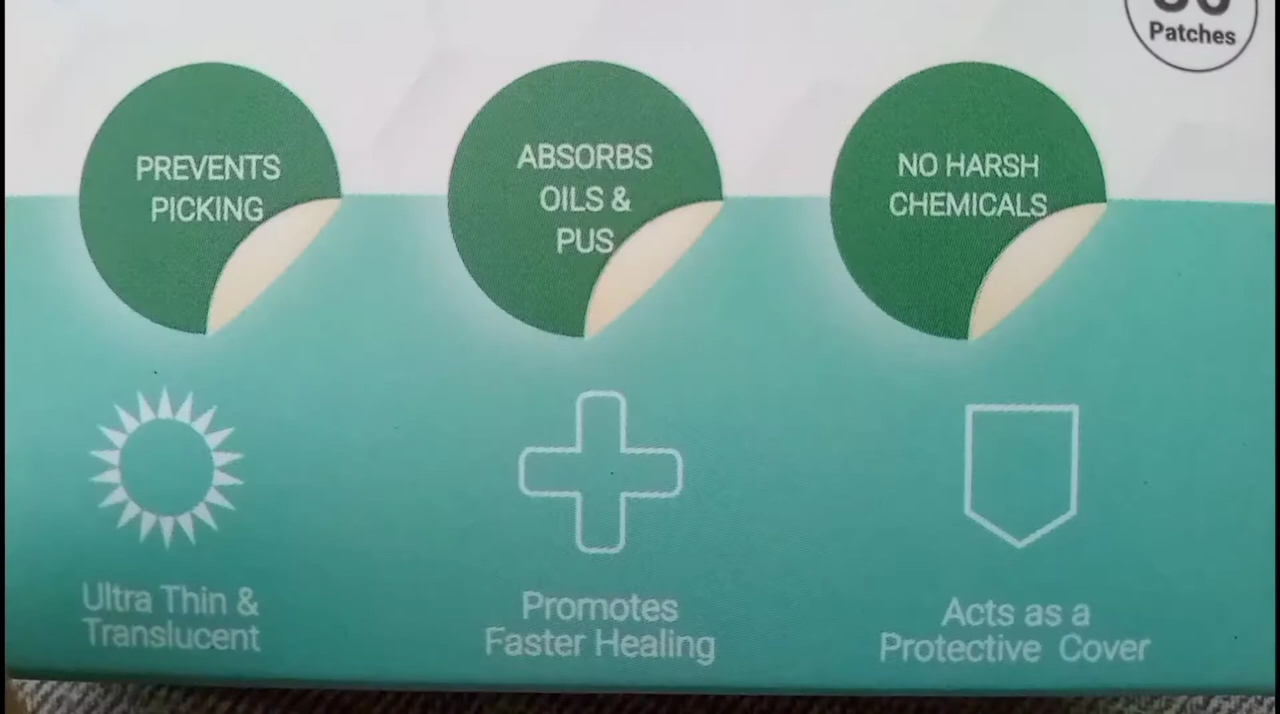 Patches
PREVENTS
PICKING
ABSORBS
OILS &
PUS
NO HARSH
CHEMICALS
Ultra Thin &
Translucent
Promotes
Faster Healing
Acts as a
Protective Cover